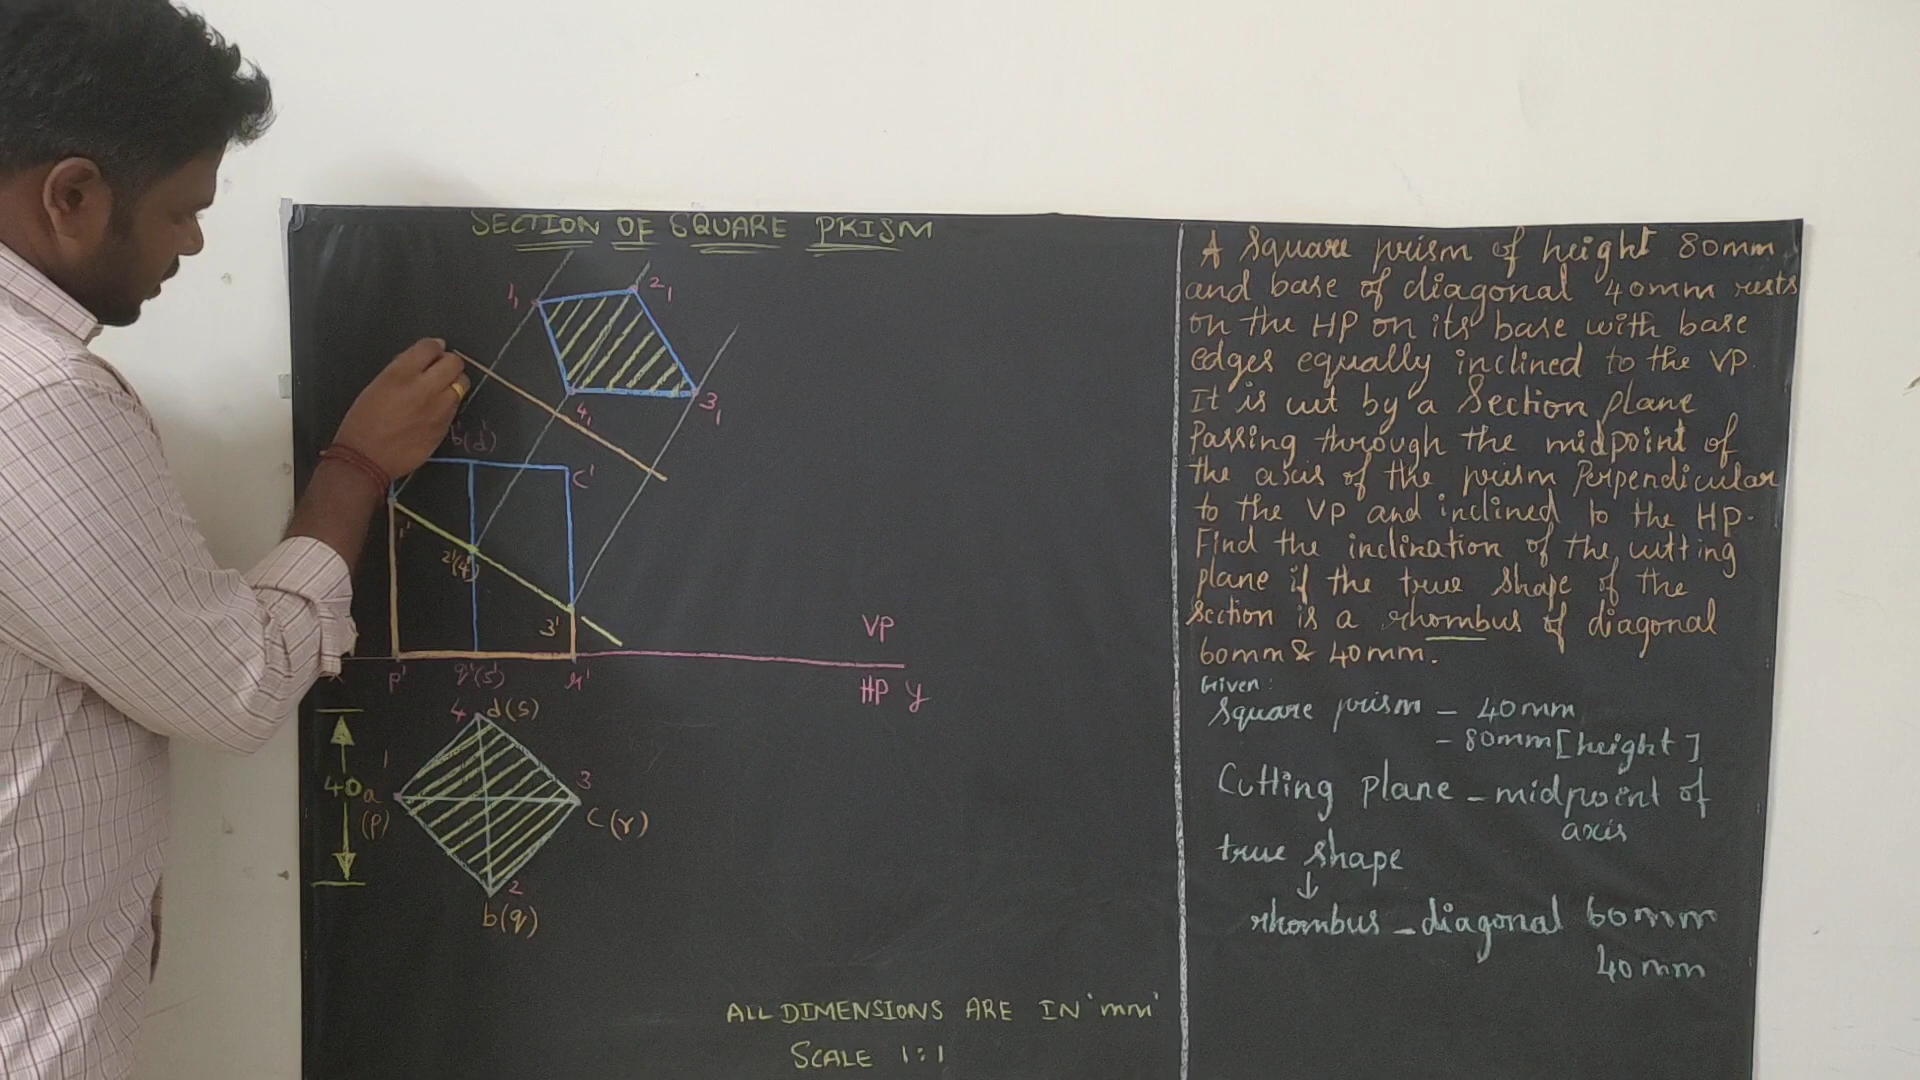 SECTION OF SQUARE PRISM
1₁
2₁
4₁
3₁
b'(d')
c'
1'
2'(4')
3'
VP
X
p'
q'(s')
r'
HP y
4 d(s)
1
3
40
a
(p)
c(r)
2
b(q)
ALL DIMENSIONS ARE IN 'mm'
SCALE 1:1
A Square prism of height 80mm
and base of diagonal 40mm rests
on the HP on its base with base
edges equally inclined to the VP.
It is cut by a Section plane
Passing through the midpoint of
the axis of the prism Perpendicular
to the VP and inclined to the HP.
Find the inclination of the cutting
plane if the true shape of the
Section is a rhombus of diagonal
60mm & 40mm.
Given:
Square prism - 40mm
- 80mm [height]
Cutting plane - midpoint of
axis
true shape
↓
rhombus - diagonal 60mm
40mm